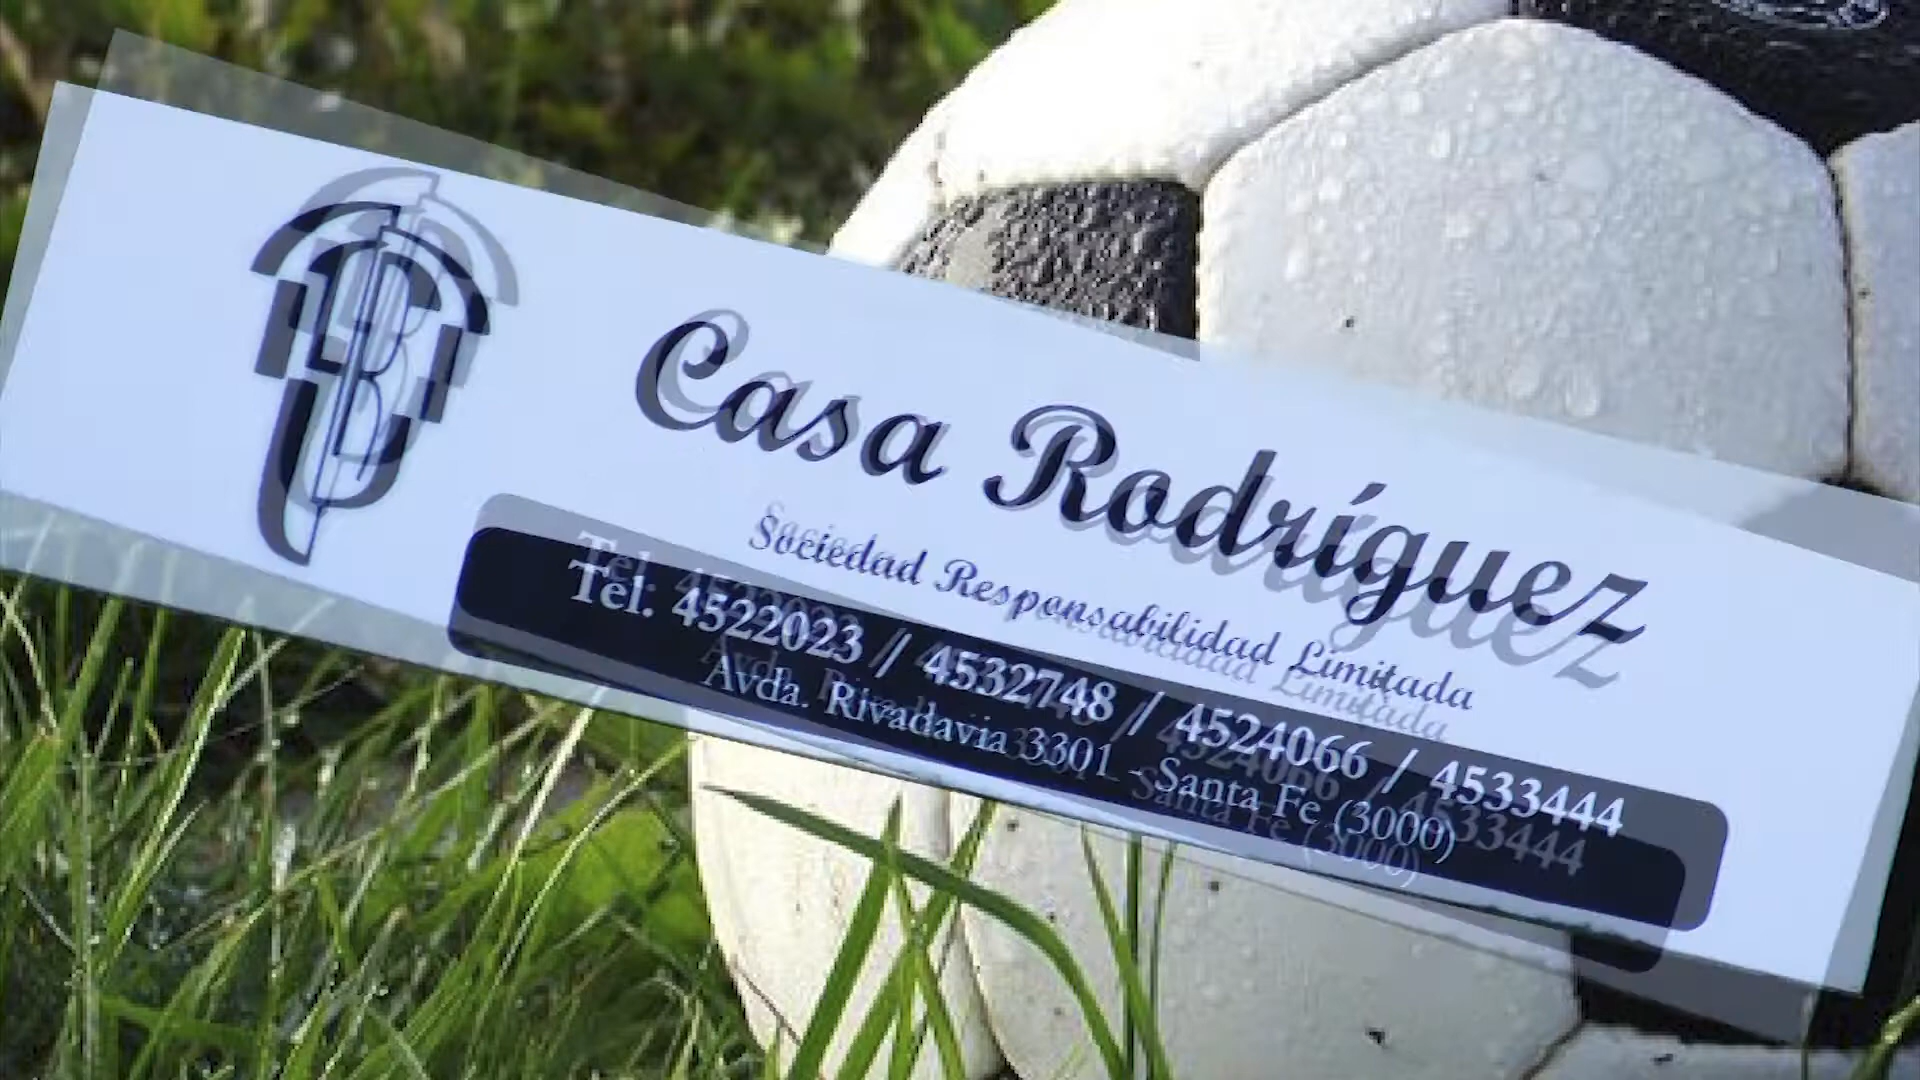 Casa Rodríguez
Sociedad Responsabilidad Limitada
Tel. 4522023 // 4532748 / 4524066 / 4533444
Avda. Rivadavia 3301 - Santa Fe (3000)